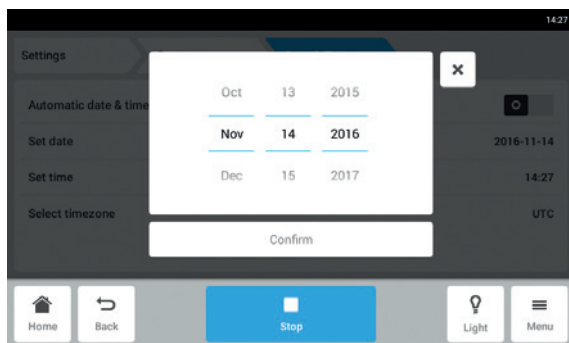 14:27
Settings
Oct 13 2015
Automatic date & time
Nov 14 2016
Set date 2016-11-14
Dec 15 2017
Set time 14:27
Select timezone UTC
Confirm
Home Back Stop Light Menu